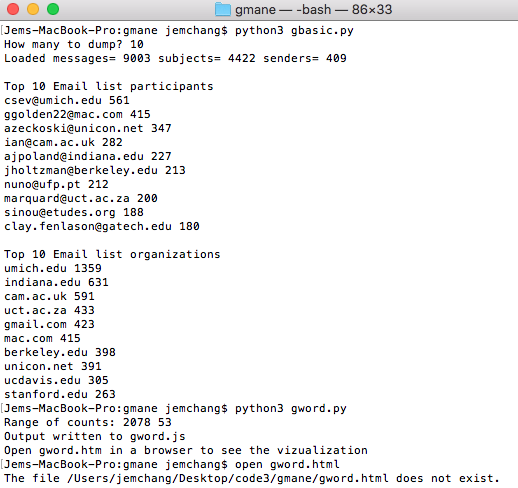 gmane — -bash — 86×33
[Jems-MacBook-Pro:gmane jemchang$ python3 gbasic.py
How many to dump? 10
Loaded messages= 9003 subjects= 4422 senders= 409
Top 10 Email list participants
csev@umich.edu 561
ggolden22@mac.com 415
azeckoski@unicon.net 347
ian@cam.ac.uk 282
ajpoland@indiana.edu 227
jholtzman@berkeley.edu 213
nuno@ufp.pt 212
marquard@uct.ac.za 200
sinou@etudes.org 188
clay.fenlason@gatech.edu 180
Top 10 Email list organizations
umich.edu 1359
indiana.edu 631
cam.ac.uk 591
uct.ac.za 433
gmail.com 423
mac.com 415
berkeley.edu 398
unicon.net 391
ucdavis.edu 305
stanford.edu 263
[Jems-MacBook-Pro:gmane jemchang$ python3 gword.py
Range of counts: 2078 53
Output written to gword.js
Open gword.htm in a browser to see the vizualization
[Jems-MacBook-Pro:gmane jemchang$ open gword.html
The file /Users/jemchang/Desktop/code3/gmane/gword.html does not exist.